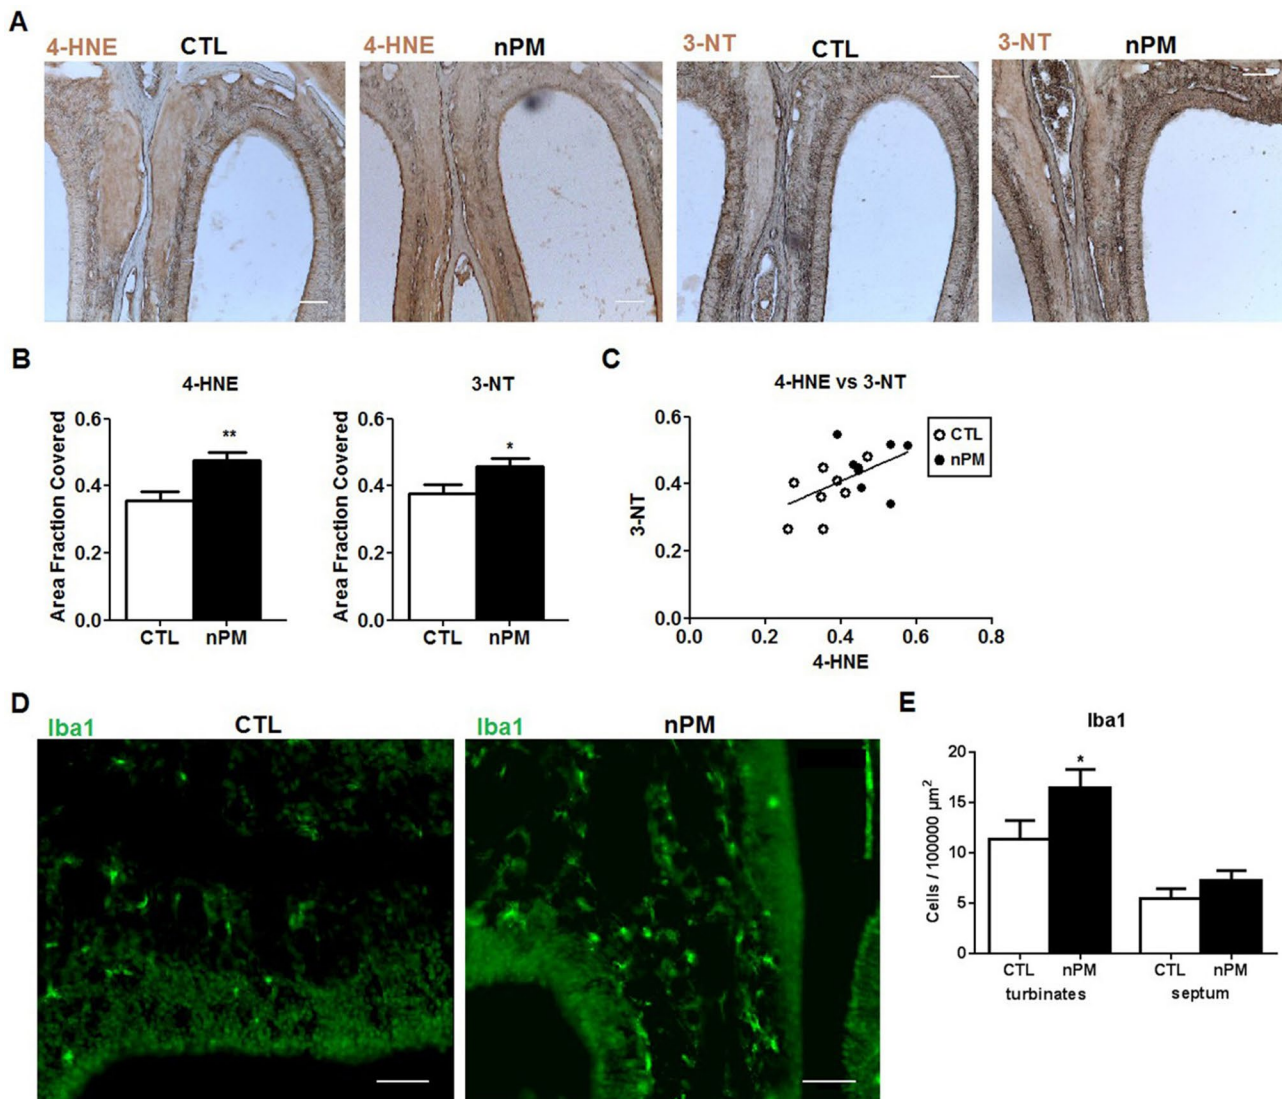 A
4-HNE CTL
4-HNE nPM
3-NT CTL
3-NT nPM
B
4-HNE
Area Fraction Covered
0.6
0.4
0.2
0.0
**
CTL nPM
3-NT
Area Fraction Covered
0.6
0.4
0.2
0.0
*
CTL nPM
C
4-HNE vs 3-NT
3-NT
0.6
0.4
0.2
0.0
0.0 0.2 0.4 0.6 0.8
4-HNE
CTL
nPM
D
Iba1 CTL
Iba1 nPM
E
Iba1
Cells / 100000 µm²
20
15
10
5
0
*
CTL nPM CTL nPM
turbinates septum